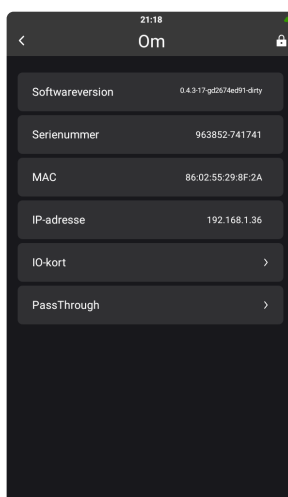 21:18
Om
Softwareversion 0.4.3-17-gd2674ed91-dirty
Serienummer 963852-741741
MAC 86:02:55:29:8F:2A
IP-adresse 192.168.1.36
IO-kort
PassThrough